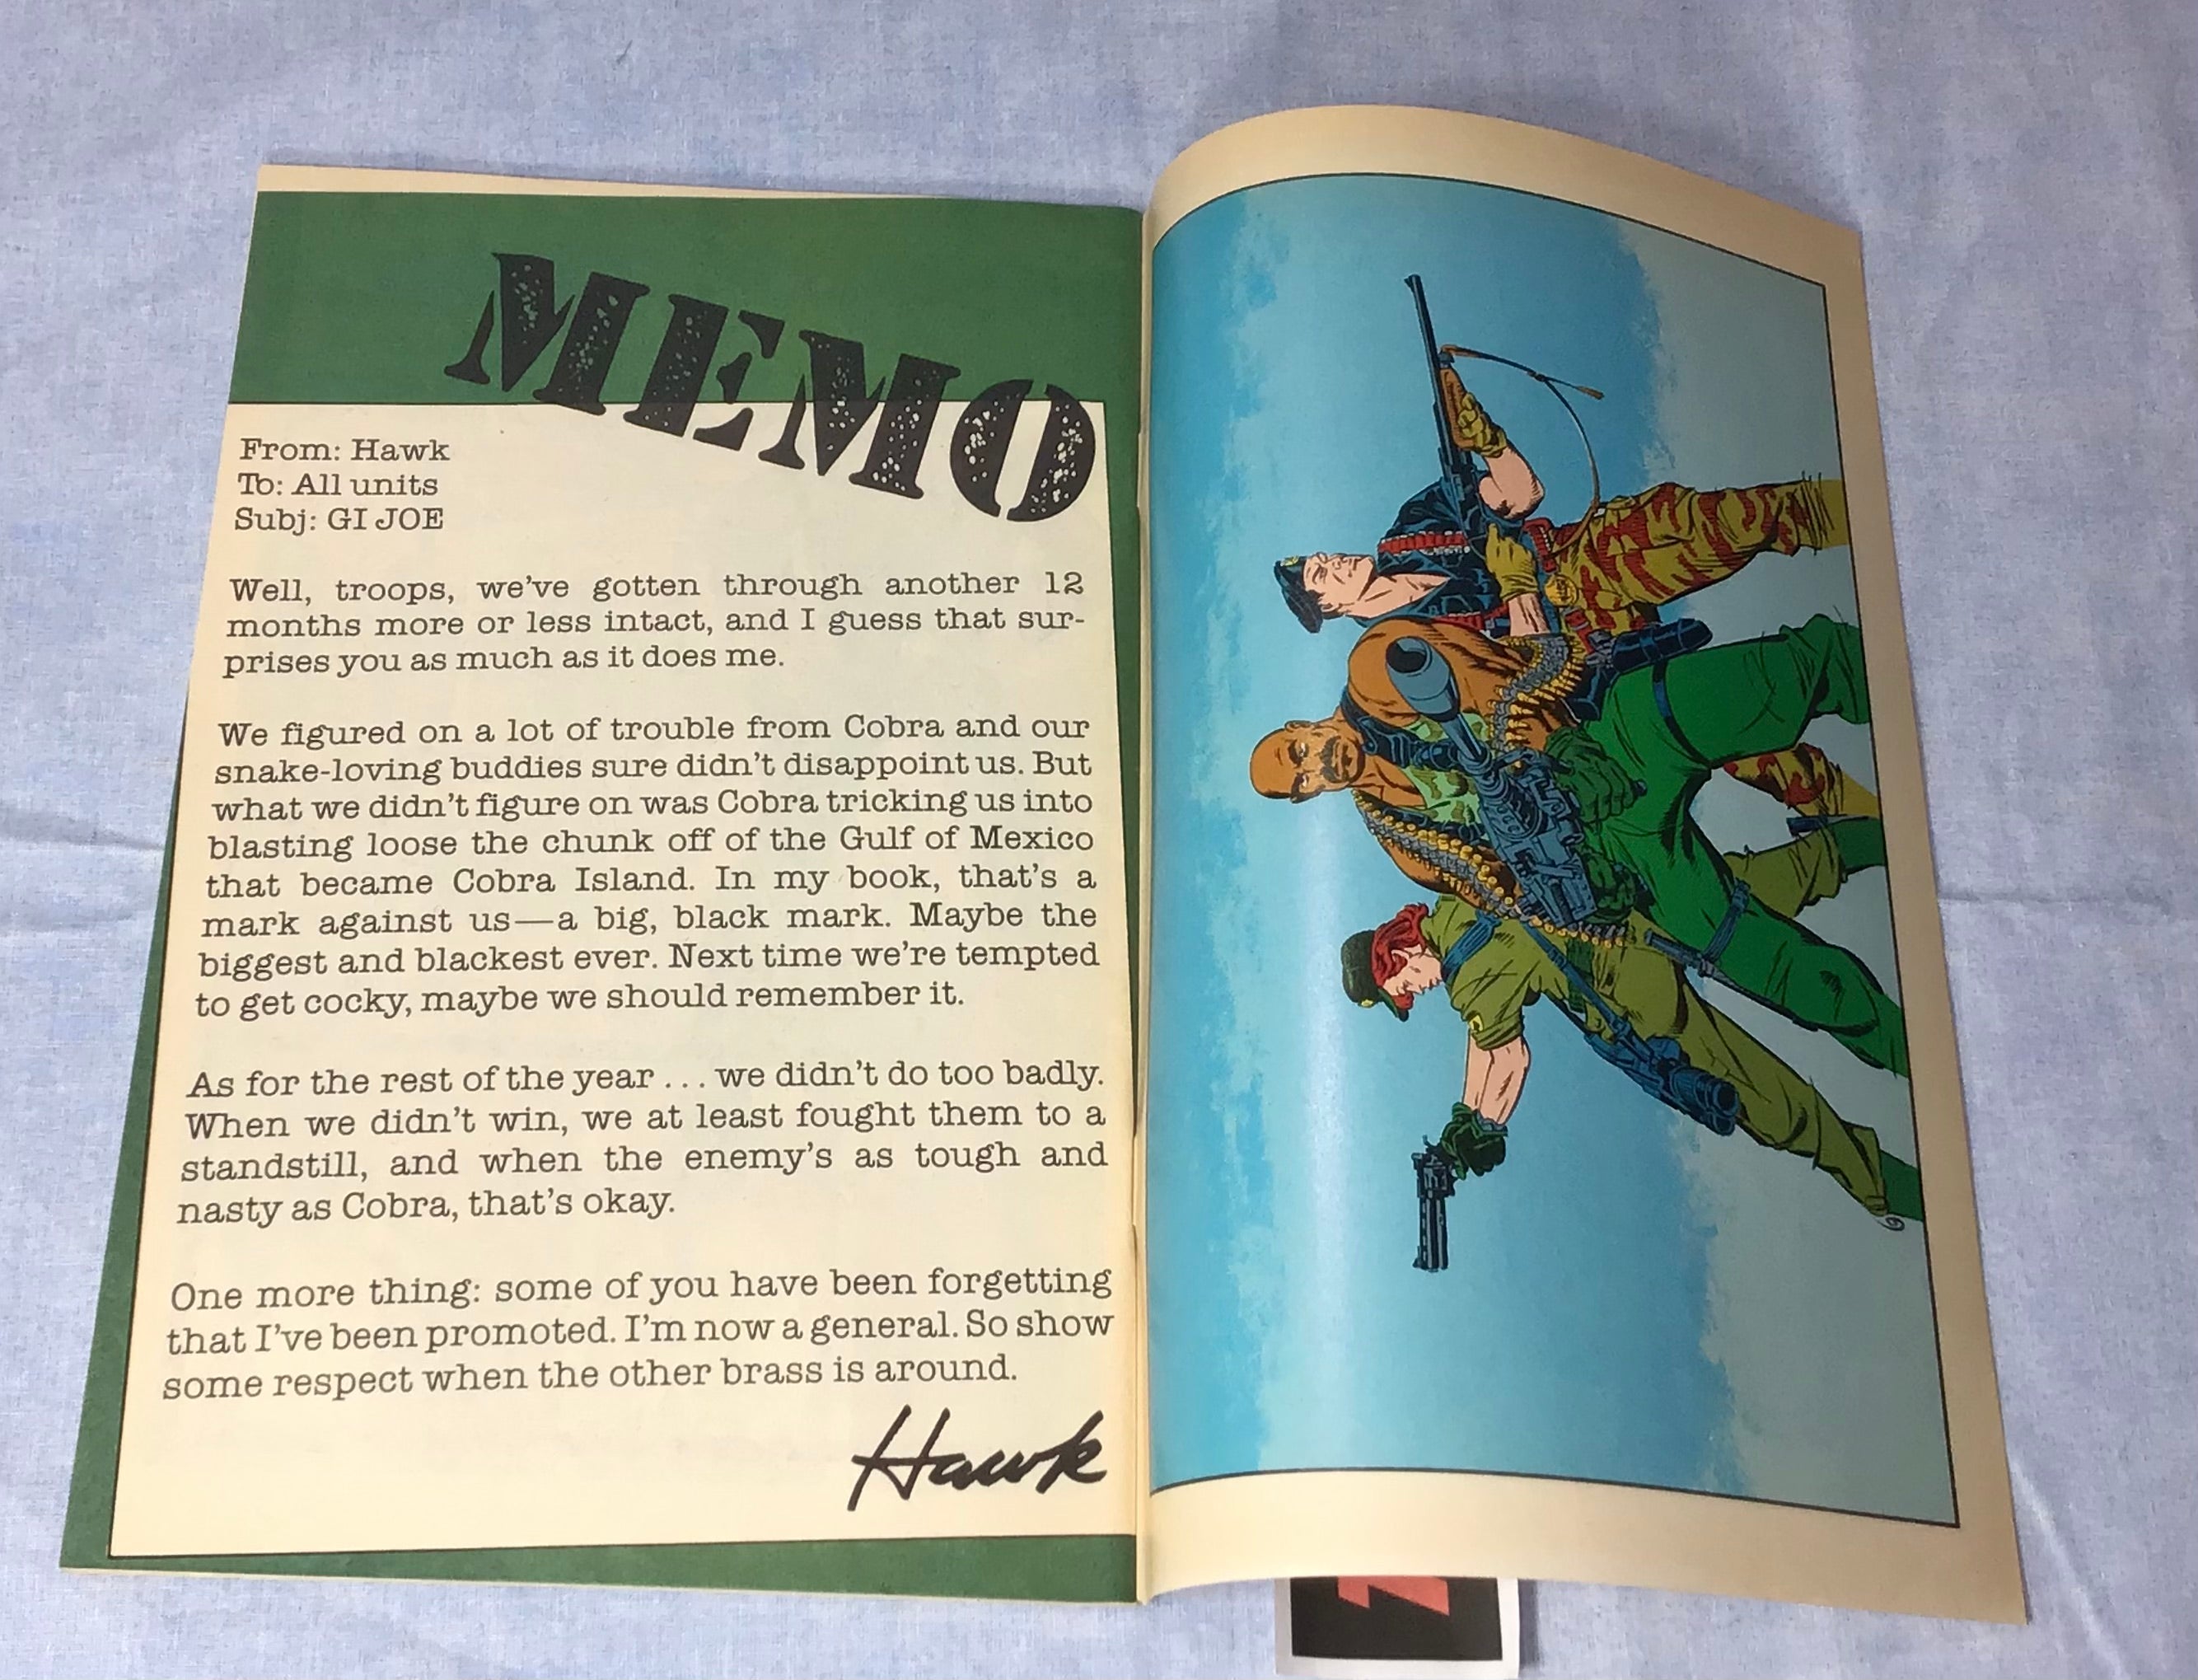 MEMO
From: Hawk
To: All units
Subj: GI JOE
Well, troops, we've gotten through another 12
months more or less intact, and I guess that sur-
prises you as much as it does me.
We figured on a lot of trouble from Cobra and our
snake-loving buddies sure didn't disappoint us. But
what we didn't figure on was Cobra tricking us into
blasting loose the chunk off of the Gulf of Mexico
that became Cobra Island. In my book, that's a
mark against us—a big, black mark. Maybe the
biggest and blackest ever. Next time we're tempted
to get cocky, maybe we should remember it.
As for the rest of the year . . . we didn't do too badly.
When we didn't win, we at least fought them to a
standstill, and when the enemy's as tough and
nasty as Cobra, that's okay.
One more thing: some of you have been forgetting
that I've been promoted. I'm now a general. So show
some respect when the other brass is around.
Hawk